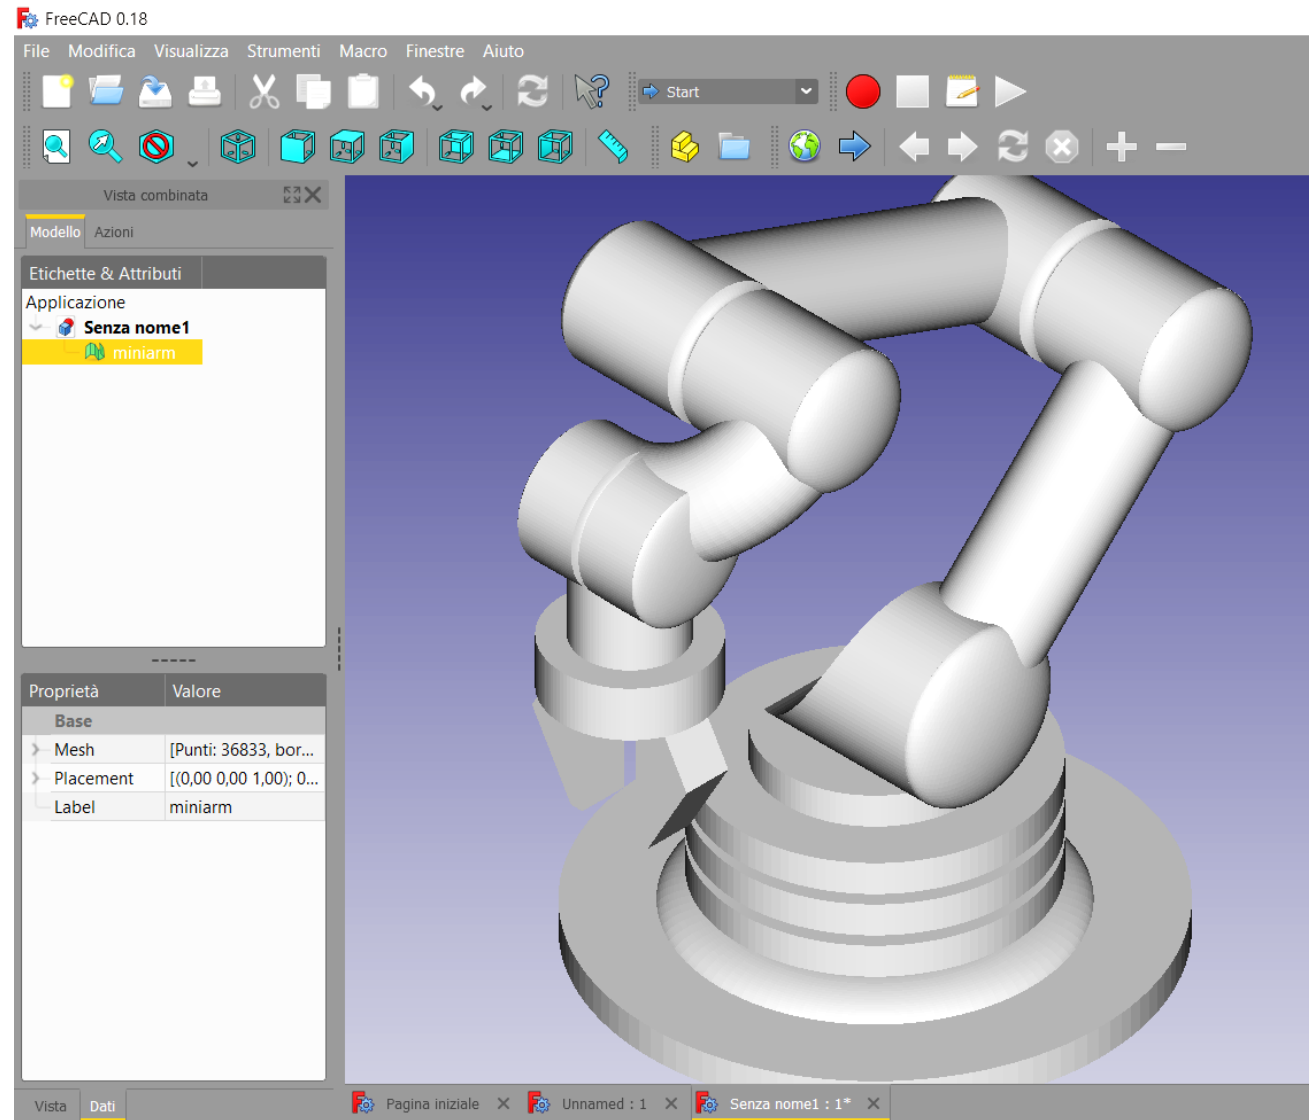 FreeCAD 0.18
File Modifica Visualizza Strumenti Macro Finestre Aiuto
Start
Vista combinata
Modello Azioni
Etichette & Attributi
Applicazione
Senza nome1
miniarm
Proprietà Valore
Base
Mesh [Punti: 36833, bor...
Placement [(0,00 0,00 1,00); 0...
Label miniarm
Vista Dati
Pagina iniziale Unnamed : 1 Senza nome1 : 1*